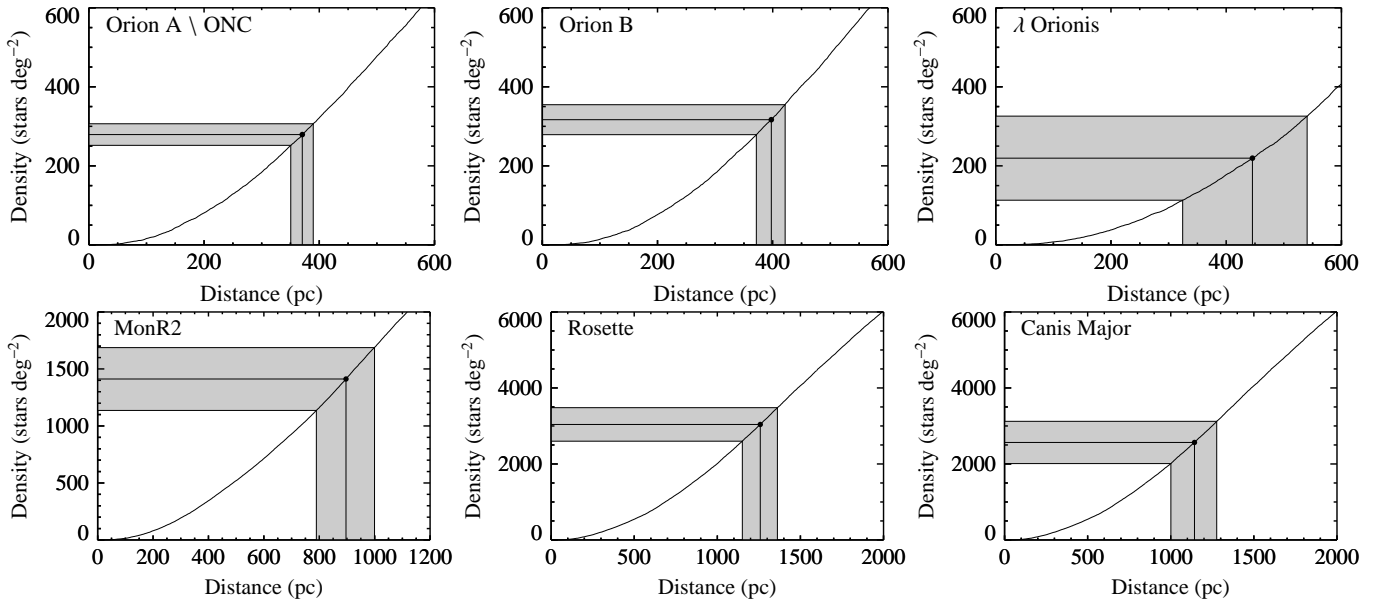 Orion A \ ONC
Density (stars deg−2)
600
400
200
0
0 200 400 600
Distance (pc)
Orion B
Density (stars deg−2)
600
400
200
0
0 200 400 600
Distance (pc)
λ Orionis
Density (stars deg−2)
600
400
200
0
0 200 400 600
Distance (pc)
MonR2
Density (stars deg−2)
2000
1500
1000
500
0
0 200 400 600 800 1000 1200
Distance (pc)
Rosette
Density (stars deg−2)
6000
4000
2000
0
0 500 1000 1500 2000
Distance (pc)
Canis Major
Density (stars deg−2)
6000
4000
2000
0
0 500 1000 1500 2000
Distance (pc)